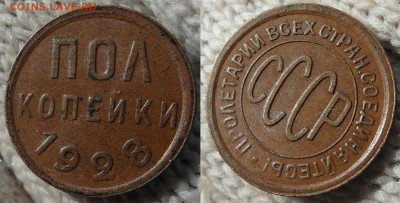 COINS.LAVE.RU
ПОЛ
КОПЕЙКИ
1928
ПРОЛЕТАРИИ ВСЕХ СТРАН, СОЕДИНЯЙТЕСЬ!
СССР